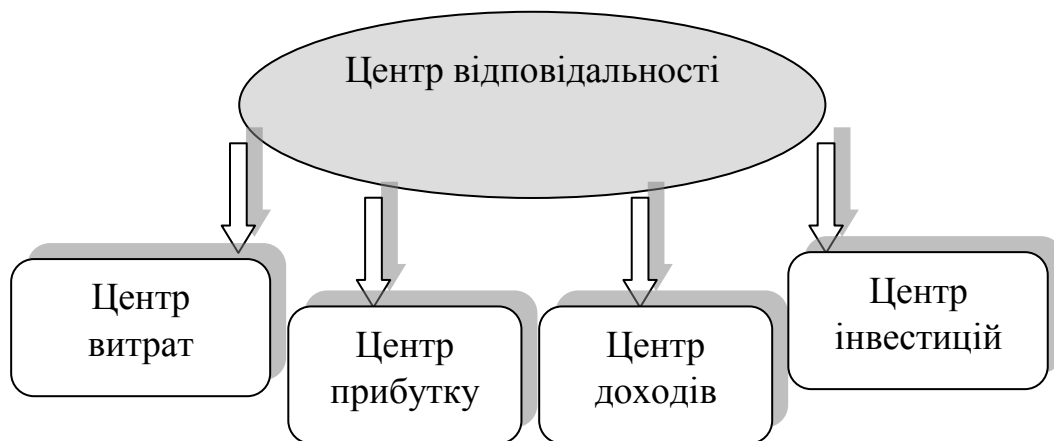 Центр відповідальності
Центр
витрат
Центр
прибутку
Центр
доходів
Центр
інвестицій